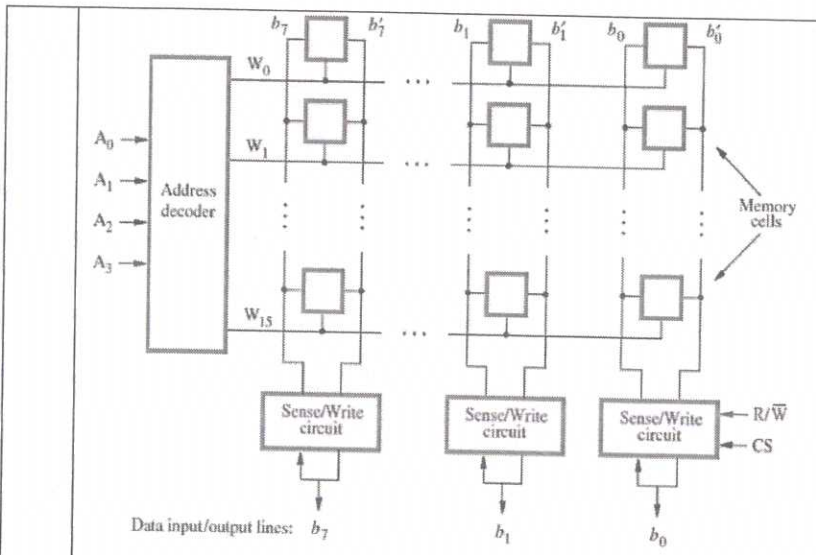 b7 b′7 b1 b′1 b0 b′0
W0
• • •
W1
• • •
A0
A1
A2
A3
Address
decoder
Memory
cells
W15
• • •
Sense/Write
circuit
Sense/Write
circuit
Sense/Write
circuit
R/W̅
CS
Data input/output lines: b7 b1 b0